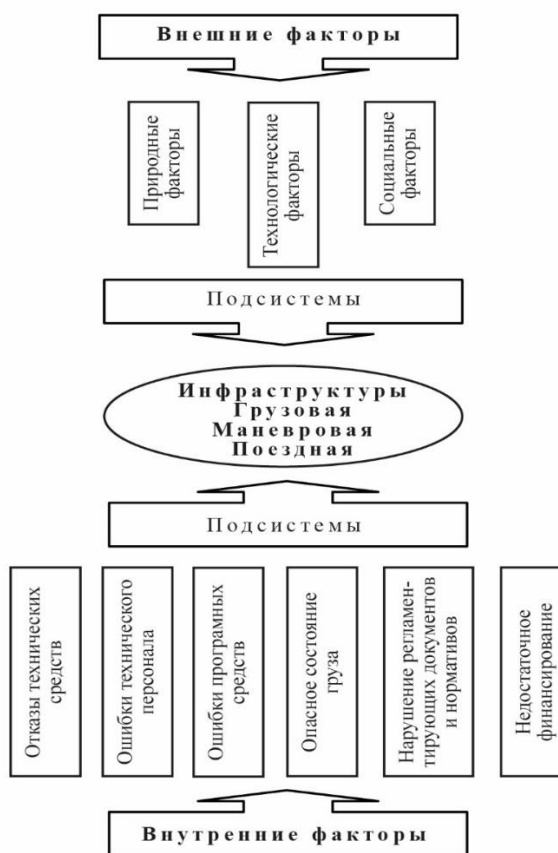 Внешние факторы
Природные
факторы
Технологические
факторы
Социальные
факторы
Подсистемы
Инфраструктуры
Грузовая
Маневровая
Поездная
Подсистемы
Отказы технических
средств
Ошибки технического
персонала
Ошибки програмных
средств
Опасное состояние
груза
Нарушение регламен-
тирующих документов
и нормативов
Недостаточное
финансирование
Внутренние факторы